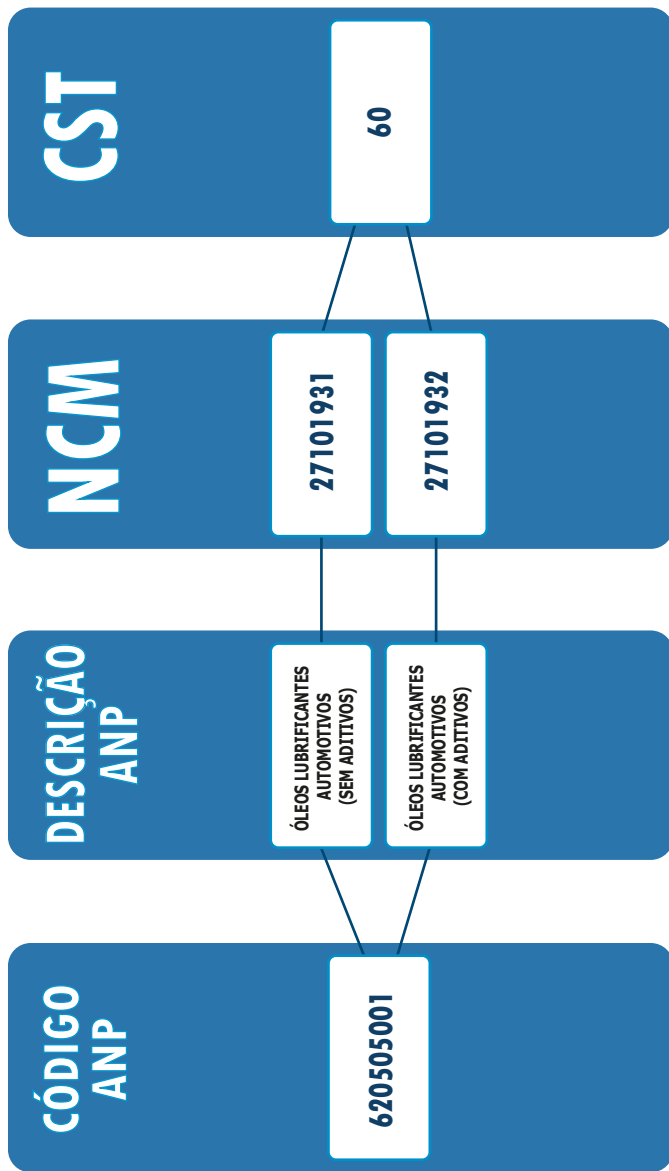 CÓDIGO
ANP
620505001
DESCRIÇÃO
ANP
ÓLEOS LUBRIFICANTES
AUTOMOTIVOS
(SEM ADITIVOS)
ÓLEOS LUBRIFICANTES
AUTOMOTIVOS
(COM ADITIVOS)
NCM
27101931
27101932
CST
60